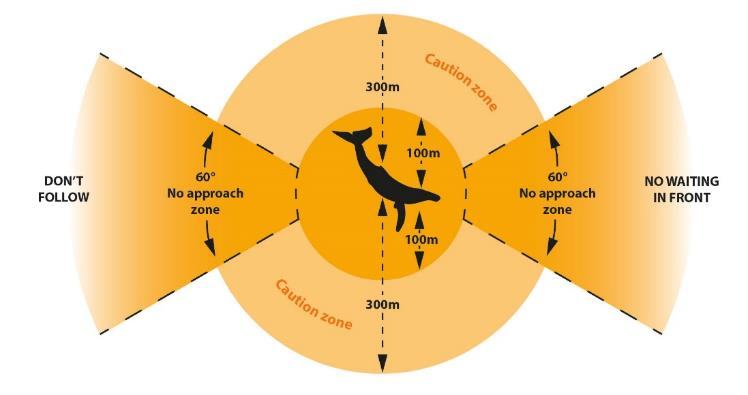 300m
Caution zone
100m
DON'T
FOLLOW
60°
No approach
zone
60°
No approach
zone
NO WAITING
IN FRONT
100m
Caution zone
300m